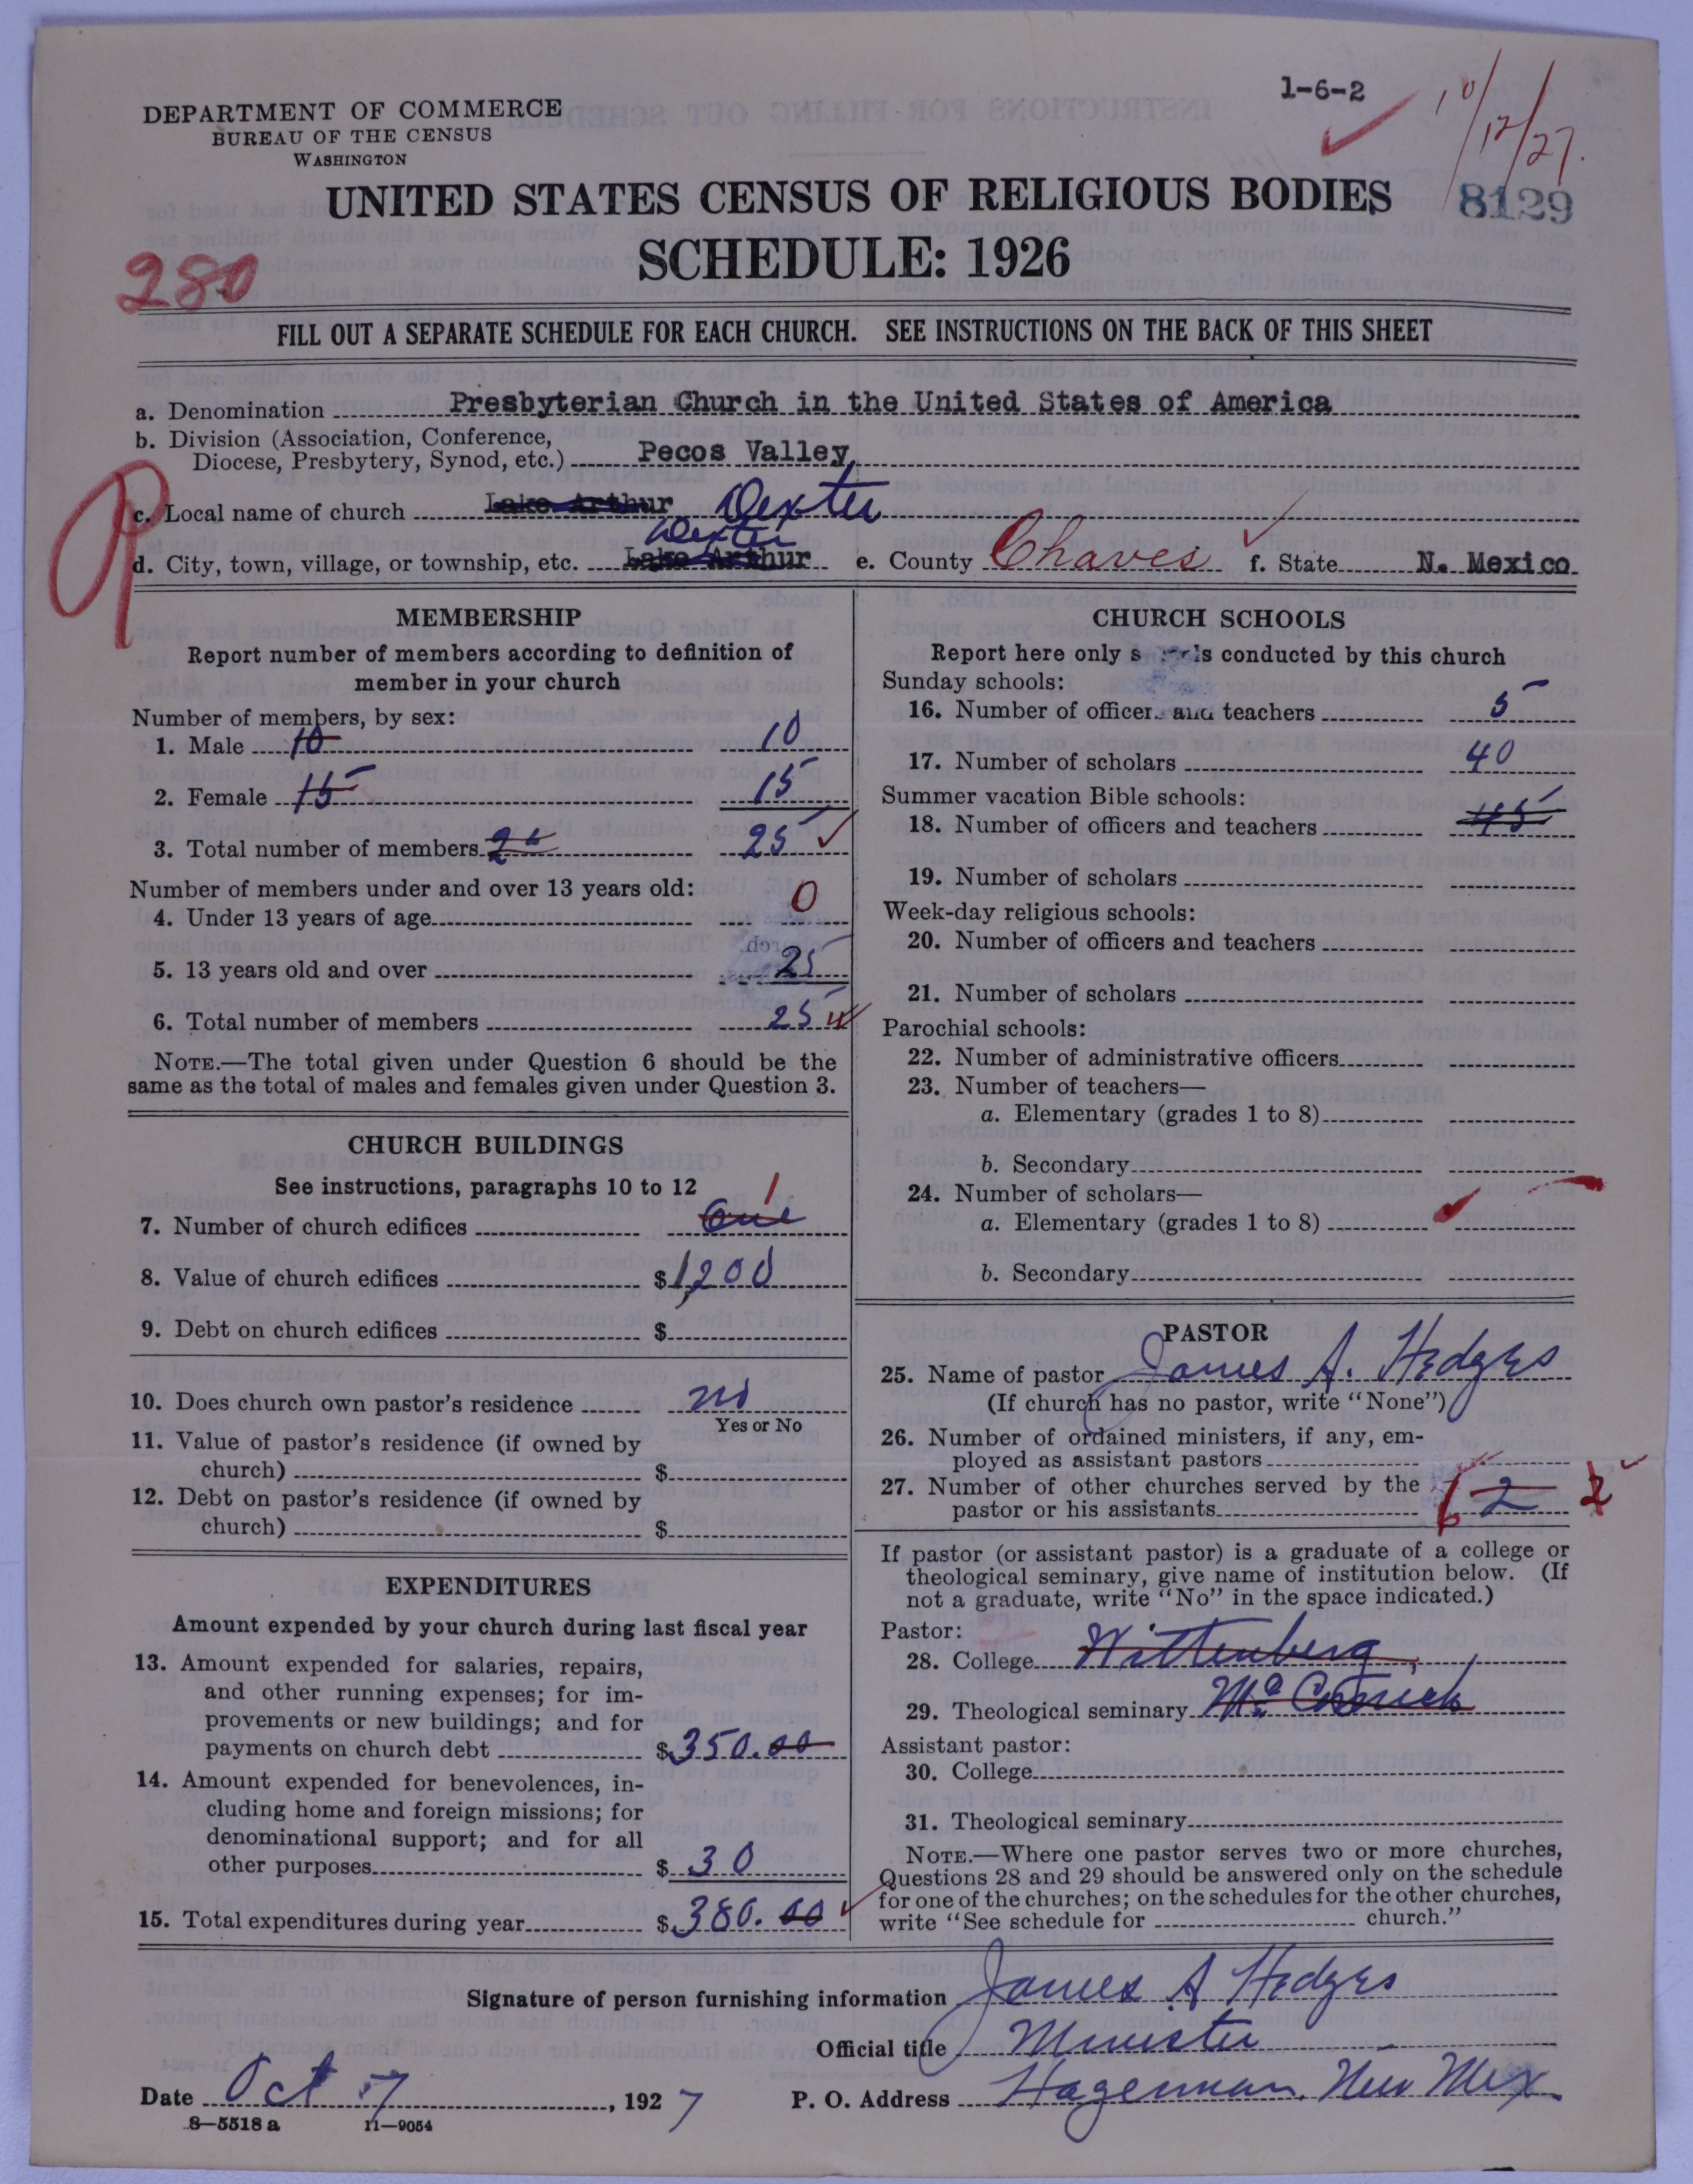 1-6-2
10/12/27.
DEPARTMENT OF COMMERCE
BUREAU OF THE CENSUS
WASHINGTON
UNITED STATES CENSUS OF RELIGIOUS BODIES
8129
SCHEDULE: 1926
280
FILL OUT A SEPARATE SCHEDULE FOR EACH CHURCH. SEE INSTRUCTIONS ON THE BACK OF THIS SHEET
a. Denomination Presbyterian Church in the United States of America
b. Division (Association, Conference,
Diocese, Presbytery, Synod, etc.) Pecos Valley
c. Local name of church Lake Arthur Dexter
Dexter
d. City, town, village, or township, etc. Lake Arthur e. County Chaves f. State N. Mexico
MEMBERSHIP
Report number of members according to definition of
member in your church
Number of members, by sex:
1. Male 10 10
2. Female 15 15
3. Total number of members 25
Number of members under and over 13 years old:
4. Under 13 years of age 0
5. 13 years old and over 25
6. Total number of members 25
NOTE.—The total given under Question 6 should be the
same as the total of males and females given under Question 3.
CHURCH BUILDINGS
See instructions, paragraphs 10 to 12
7. Number of church edifices One 1
8. Value of church edifices $1,200
9. Debt on church edifices $
10. Does church own pastor's residence no
Yes or No
11. Value of pastor's residence (if owned by
church) $
12. Debt on pastor's residence (if owned by
church) $
EXPENDITURES
Amount expended by your church during last fiscal year
13. Amount expended for salaries, repairs,
and other running expenses; for im-
provements or new buildings; and for
payments on church debt $350.00
14. Amount expended for benevolences, in-
cluding home and foreign missions; for
denominational support; and for all
other purposes $30
15. Total expenditures during year $380.00
CHURCH SCHOOLS
Report here only conducted by this church
Sunday schools:
16. Number of officers and teachers 5
17. Number of scholars 40
Summer vacation Bible schools:
18. Number of officers and teachers 45
19. Number of scholars
Week-day religious schools:
20. Number of officers and teachers
21. Number of scholars
Parochial schools:
22. Number of administrative officers
23. Number of teachers—
a. Elementary (grades 1 to 8)
b. Secondary
24. Number of scholars—
a. Elementary (grades 1 to 8)
b. Secondary
PASTOR
25. Name of pastor James A. Hedges
(If church has no pastor, write "None")
26. Number of ordained ministers, if any, em-
ployed as assistant pastors
27. Number of other churches served by the
pastor or his assistants 2
If pastor (or assistant pastor) is a graduate of a college or
theological seminary, give name of institution below. (If
not a graduate, write "No" in the space indicated.)
Pastor:
28. College Wittenberg
29. Theological seminary McCormick
Assistant pastor:
30. College
31. Theological seminary
NOTE.—Where one pastor serves two or more churches,
Questions 28 and 29 should be answered only on the schedule
for one of the churches; on the schedules for the other churches,
write "See schedule for church."
Signature of person furnishing information James A Hedges
Official title Minister
Date Oct 7, 1927 P. O. Address Hagerman, New Mex
8—5518 a 11—9054